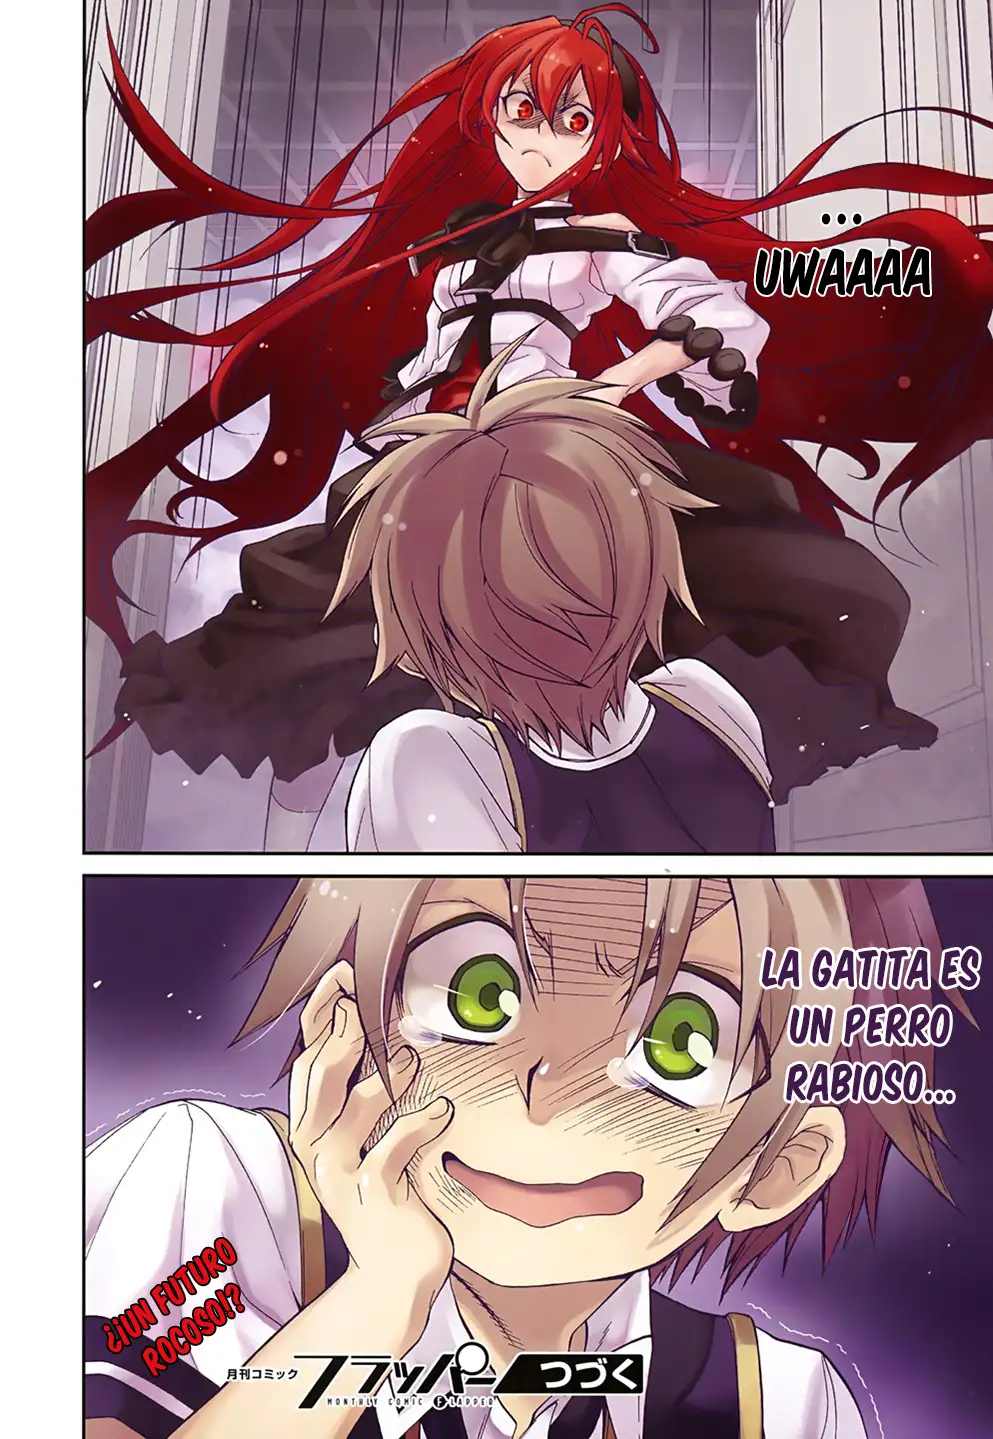 ...
UWAAAA
LA GATITA ES
UN PERRO
RABIOSO...
¿¡UN FUTURO
ROCOSO!?
月刊コミック フラッパー つづく
MONTHLY COMIC FLAPPER